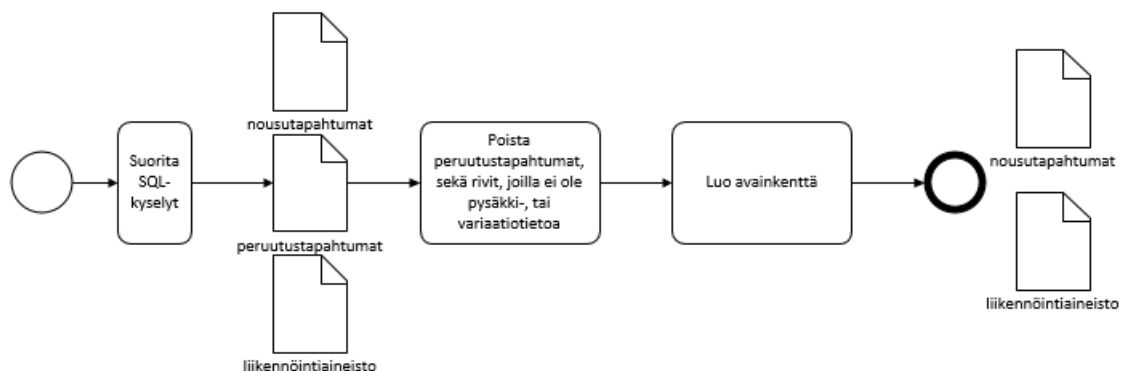 Suorita
SQL-
kyselyt
nousutapahtumat
peruutustapahtumat
liikennöintiaineisto
Poista
peruutustapahtumat,
sekä rivit, joilla ei ole
pysäkki-, tai
variaatiotietoa
Luo avainkenttä
nousutapahtumat
liikennöintiaineisto